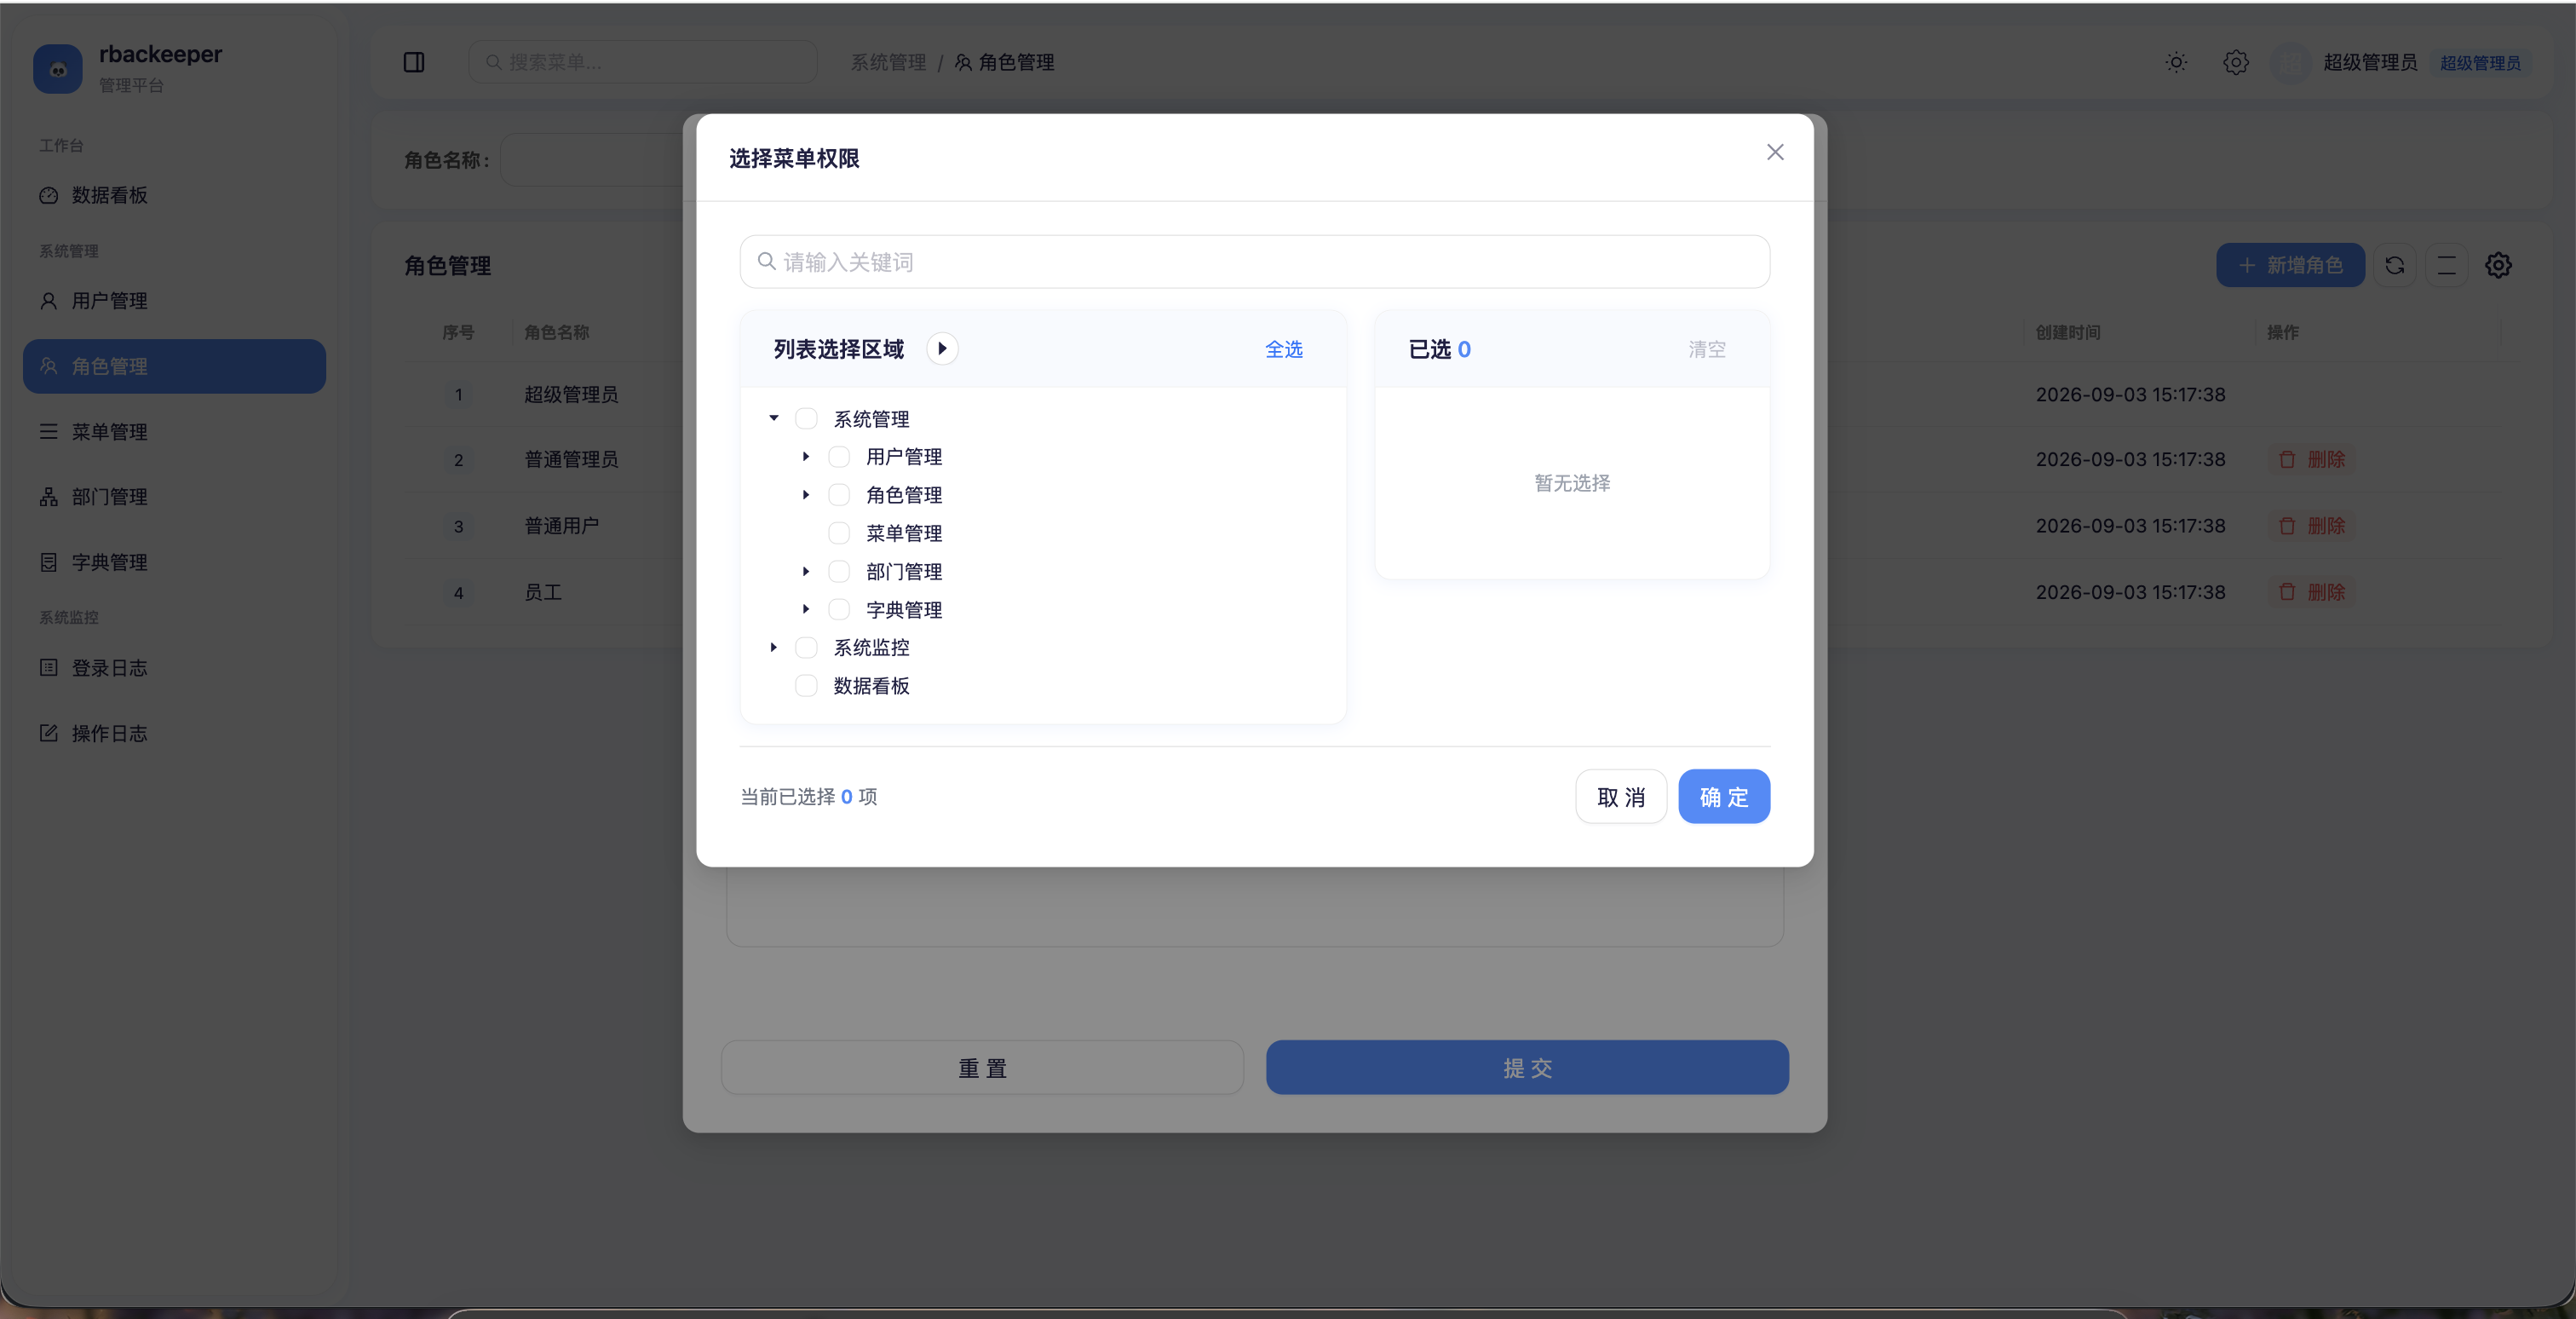 rbackeeper
管理平台
工作台
数据看板
系统管理
用户管理
角色管理
菜单管理
部门管理
字典管理
系统监控
登录日志
操作日志
搜索菜单...
系统管理 / 角色管理
超级管理员 超级管理员
角色名称 :
角色管理
新增角色
序号 角色名称 创建时间 操作
1 超级管理员 2026-09-03 15:17:38
2 普通管理员 2026-09-03 15:17:38 删除
3 普通用户 2026-09-03 15:17:38 删除
4 员工 2026-09-03 15:17:38 删除
选择菜单权限
请输入关键词
列表选择区域 全选
系统管理
用户管理
角色管理
菜单管理
部门管理
字典管理
系统监控
数据看板
已选 0 清空
暂无选择
当前已选择 0 项
取 消 确 定
重 置 提 交